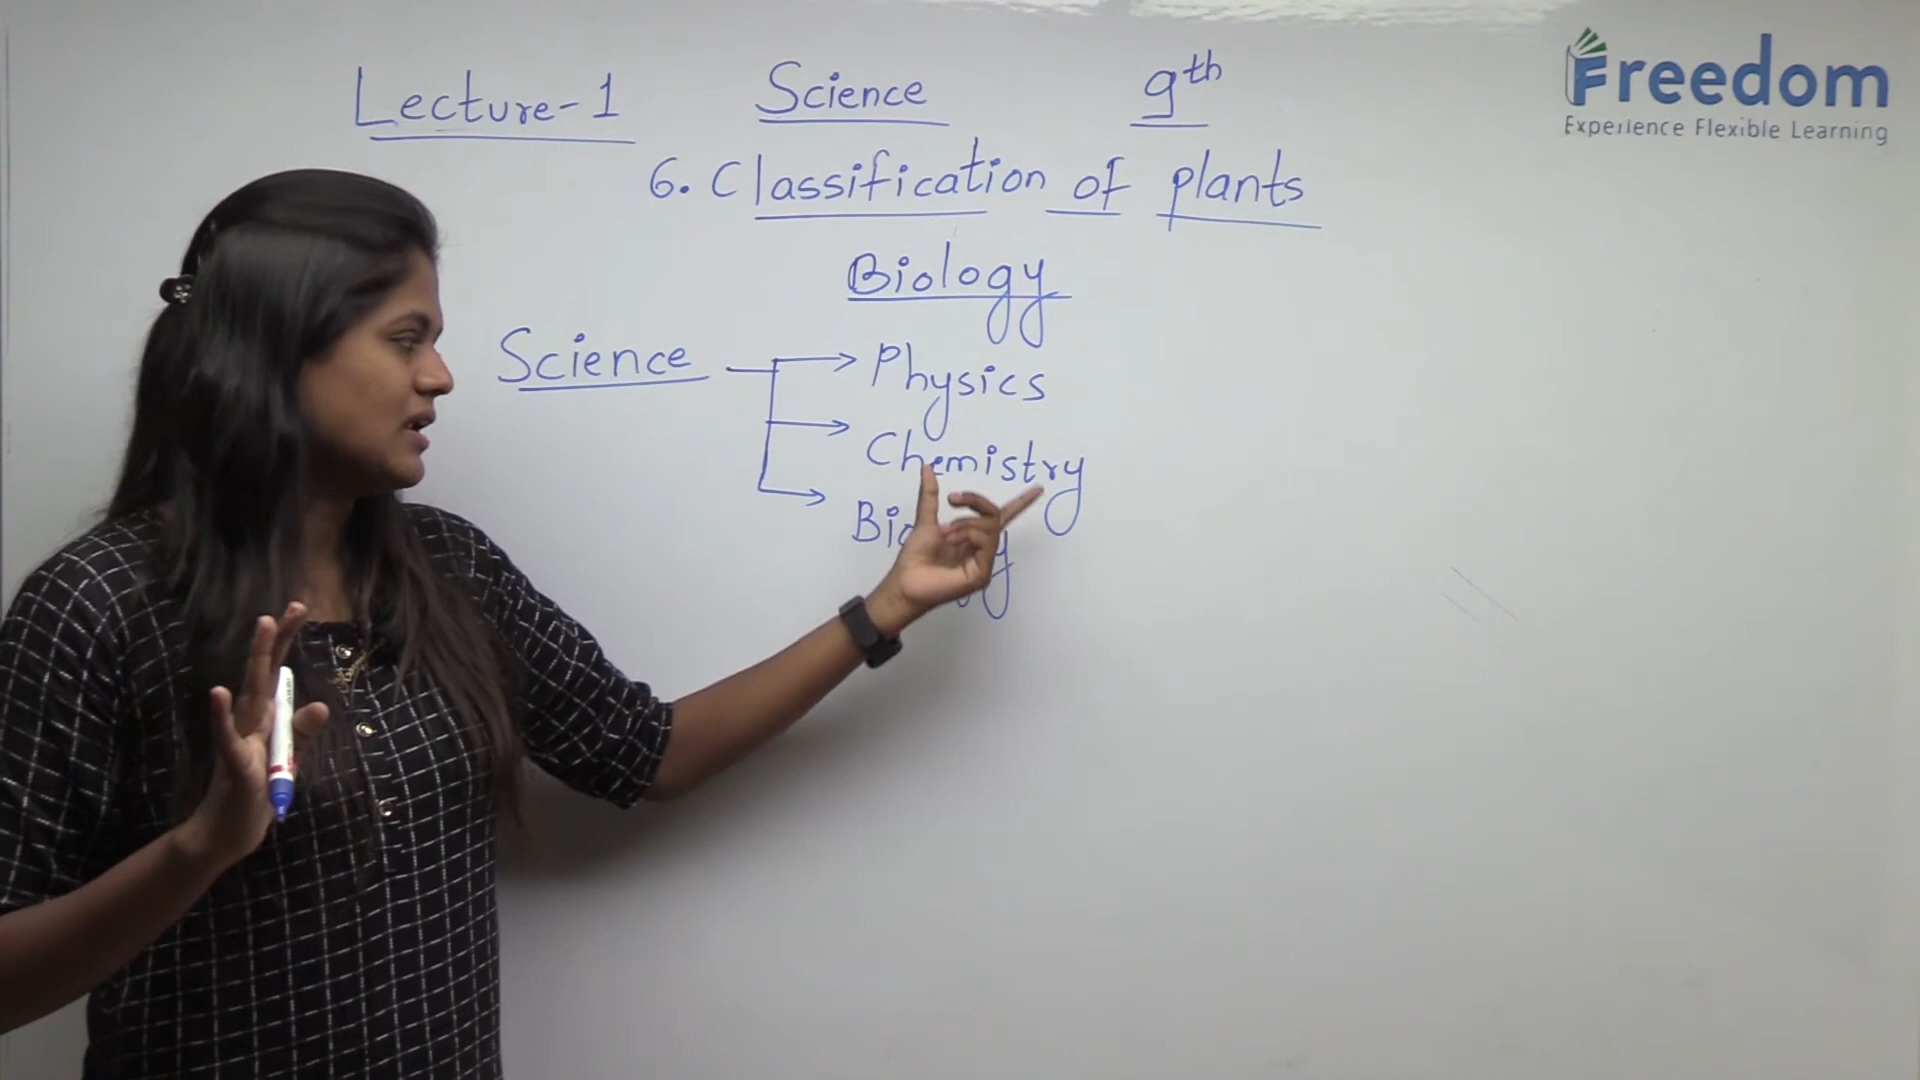 Lecture-1 Science 9th
6. Classification of plants
Biology
Science
Physics
Chemistry
Freedom
Experience Flexible Learning